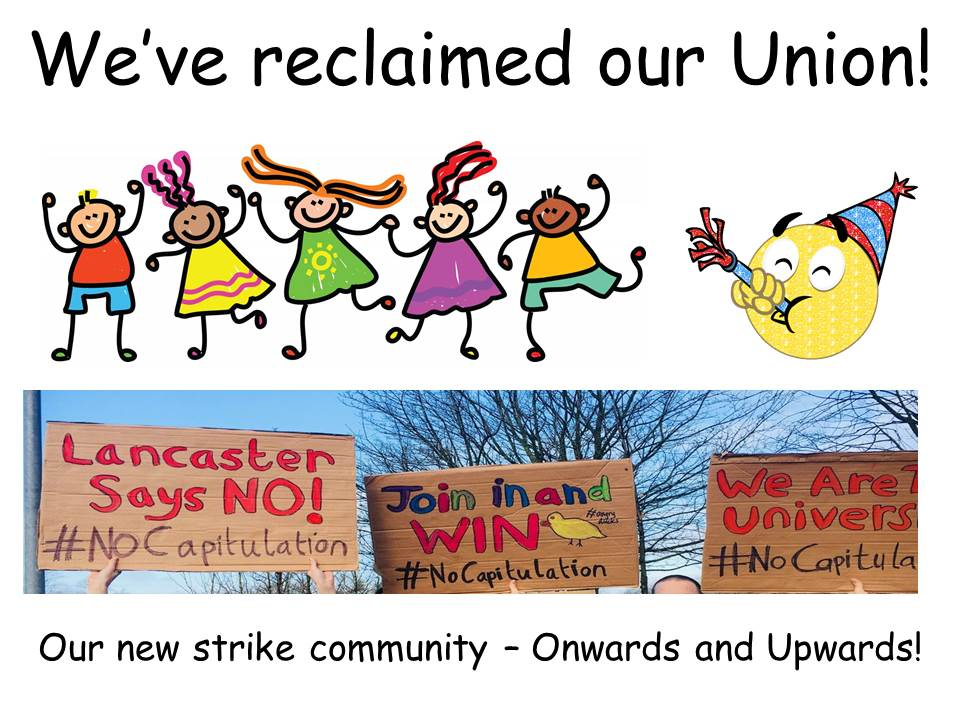 We’ve reclaimed our Union!
Lancaster
Says NO!
#NOCapitulation
Join in and
WIN
#NoCapitulation
We Are
Univers
#NoCapitula
Our new strike community – Onwards and Upwards!